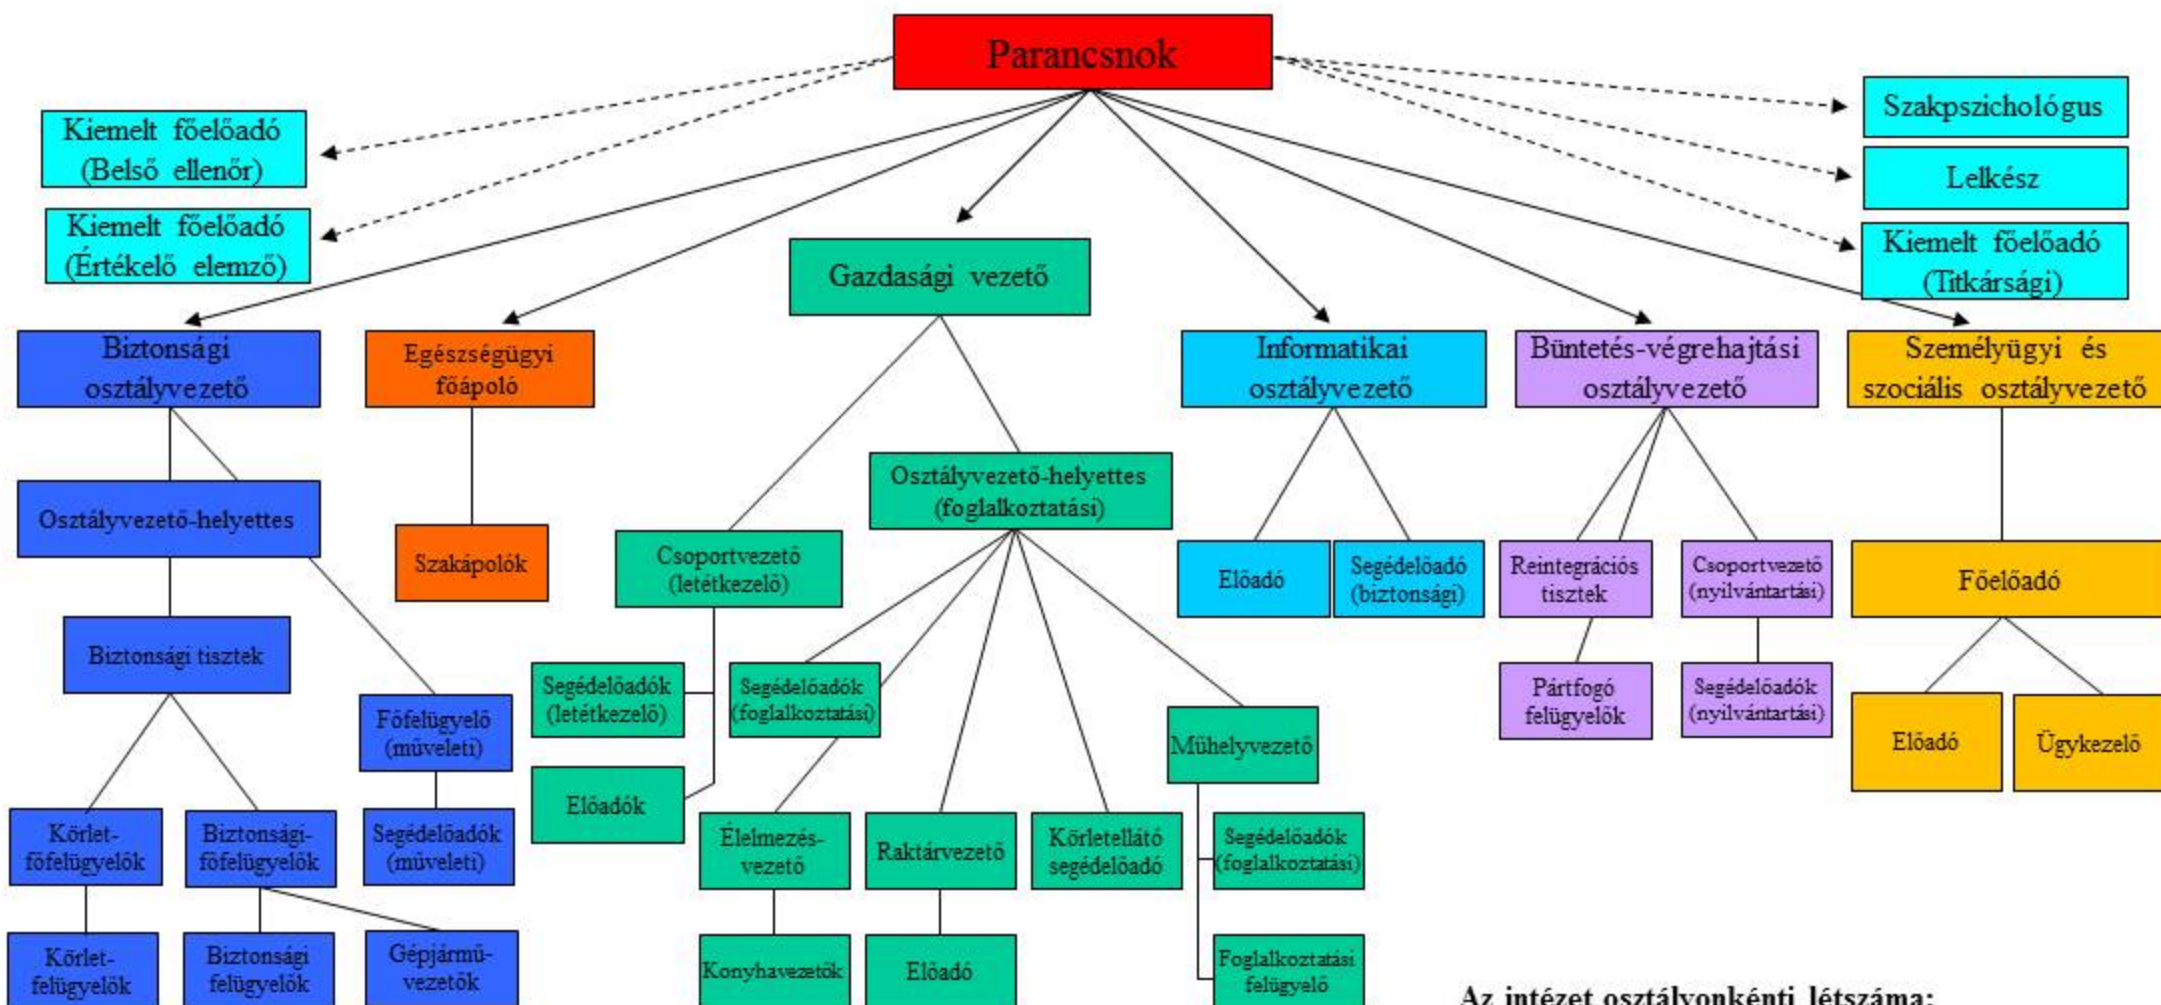 Parancsnok
Kiemelt főelőadó
(Belső ellenőr)
Kiemelt főelőadó
(Értékelő elemző)
Szakpszichológus
Lelkész
Kiemelt főelőadó
(Titkársági)
Gazdasági vezető
Biztonsági
osztályvezető
Egészségügyi
főápoló
Informatikai
osztályvezető
Büntetés-végrehajtási
osztályvezető
Személyügyi és
szociális osztályvezető
Osztályvezető-helyettes
Osztályvezető-helyettes
(foglalkoztatási)
Szakápolók
Csoportvezető
(letétkezelő)
Előadó
Segédelőadó
(biztonsági)
Reintegrációs
tisztek
Csoportvezető
(nyilvántartási)
Főelőadó
Biztonsági tisztek
Segédelőadók
(letétkezelő)
Segédelőadók
(foglalkoztatási)
Pártfogó
felügyelők
Segédelőadók
(nyilvántartási)
Főfelügyelő
(műveleti)
Műhelyvezető
Előadó
Ügykezelő
Előadók
Körlet-
főfelügyelők
Biztonsági-
főfelügyelők
Segédelőadók
(műveleti)
Élelmezés-
vezető
Raktárvezető
Körletellátó
segédelőadó
Segédelőadók
(foglalkoztatási)
Körlet-
felügyelők
Biztonsági
felügyelők
Gépjármű-
vezetők
Konyhavezetők
Előadó
Foglalkoztatási
felügyelő
Az intézet osztályonkénti létszáma: